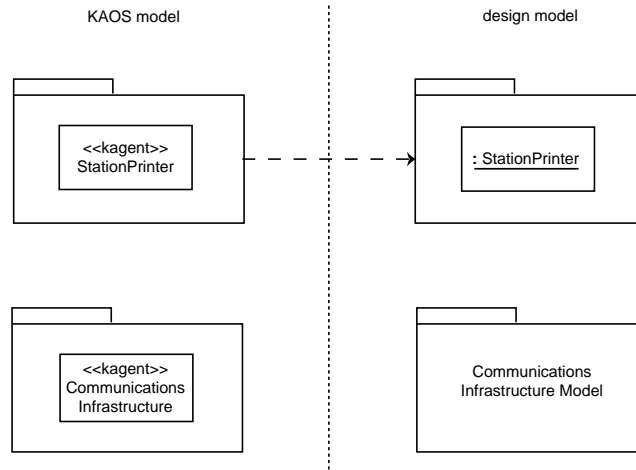 KAOS model
design model
<<kagent>>
StationPrinter
: StationPrinter
<<kagent>>
Communications
Infrastructure
Communications
Infrastructure Model